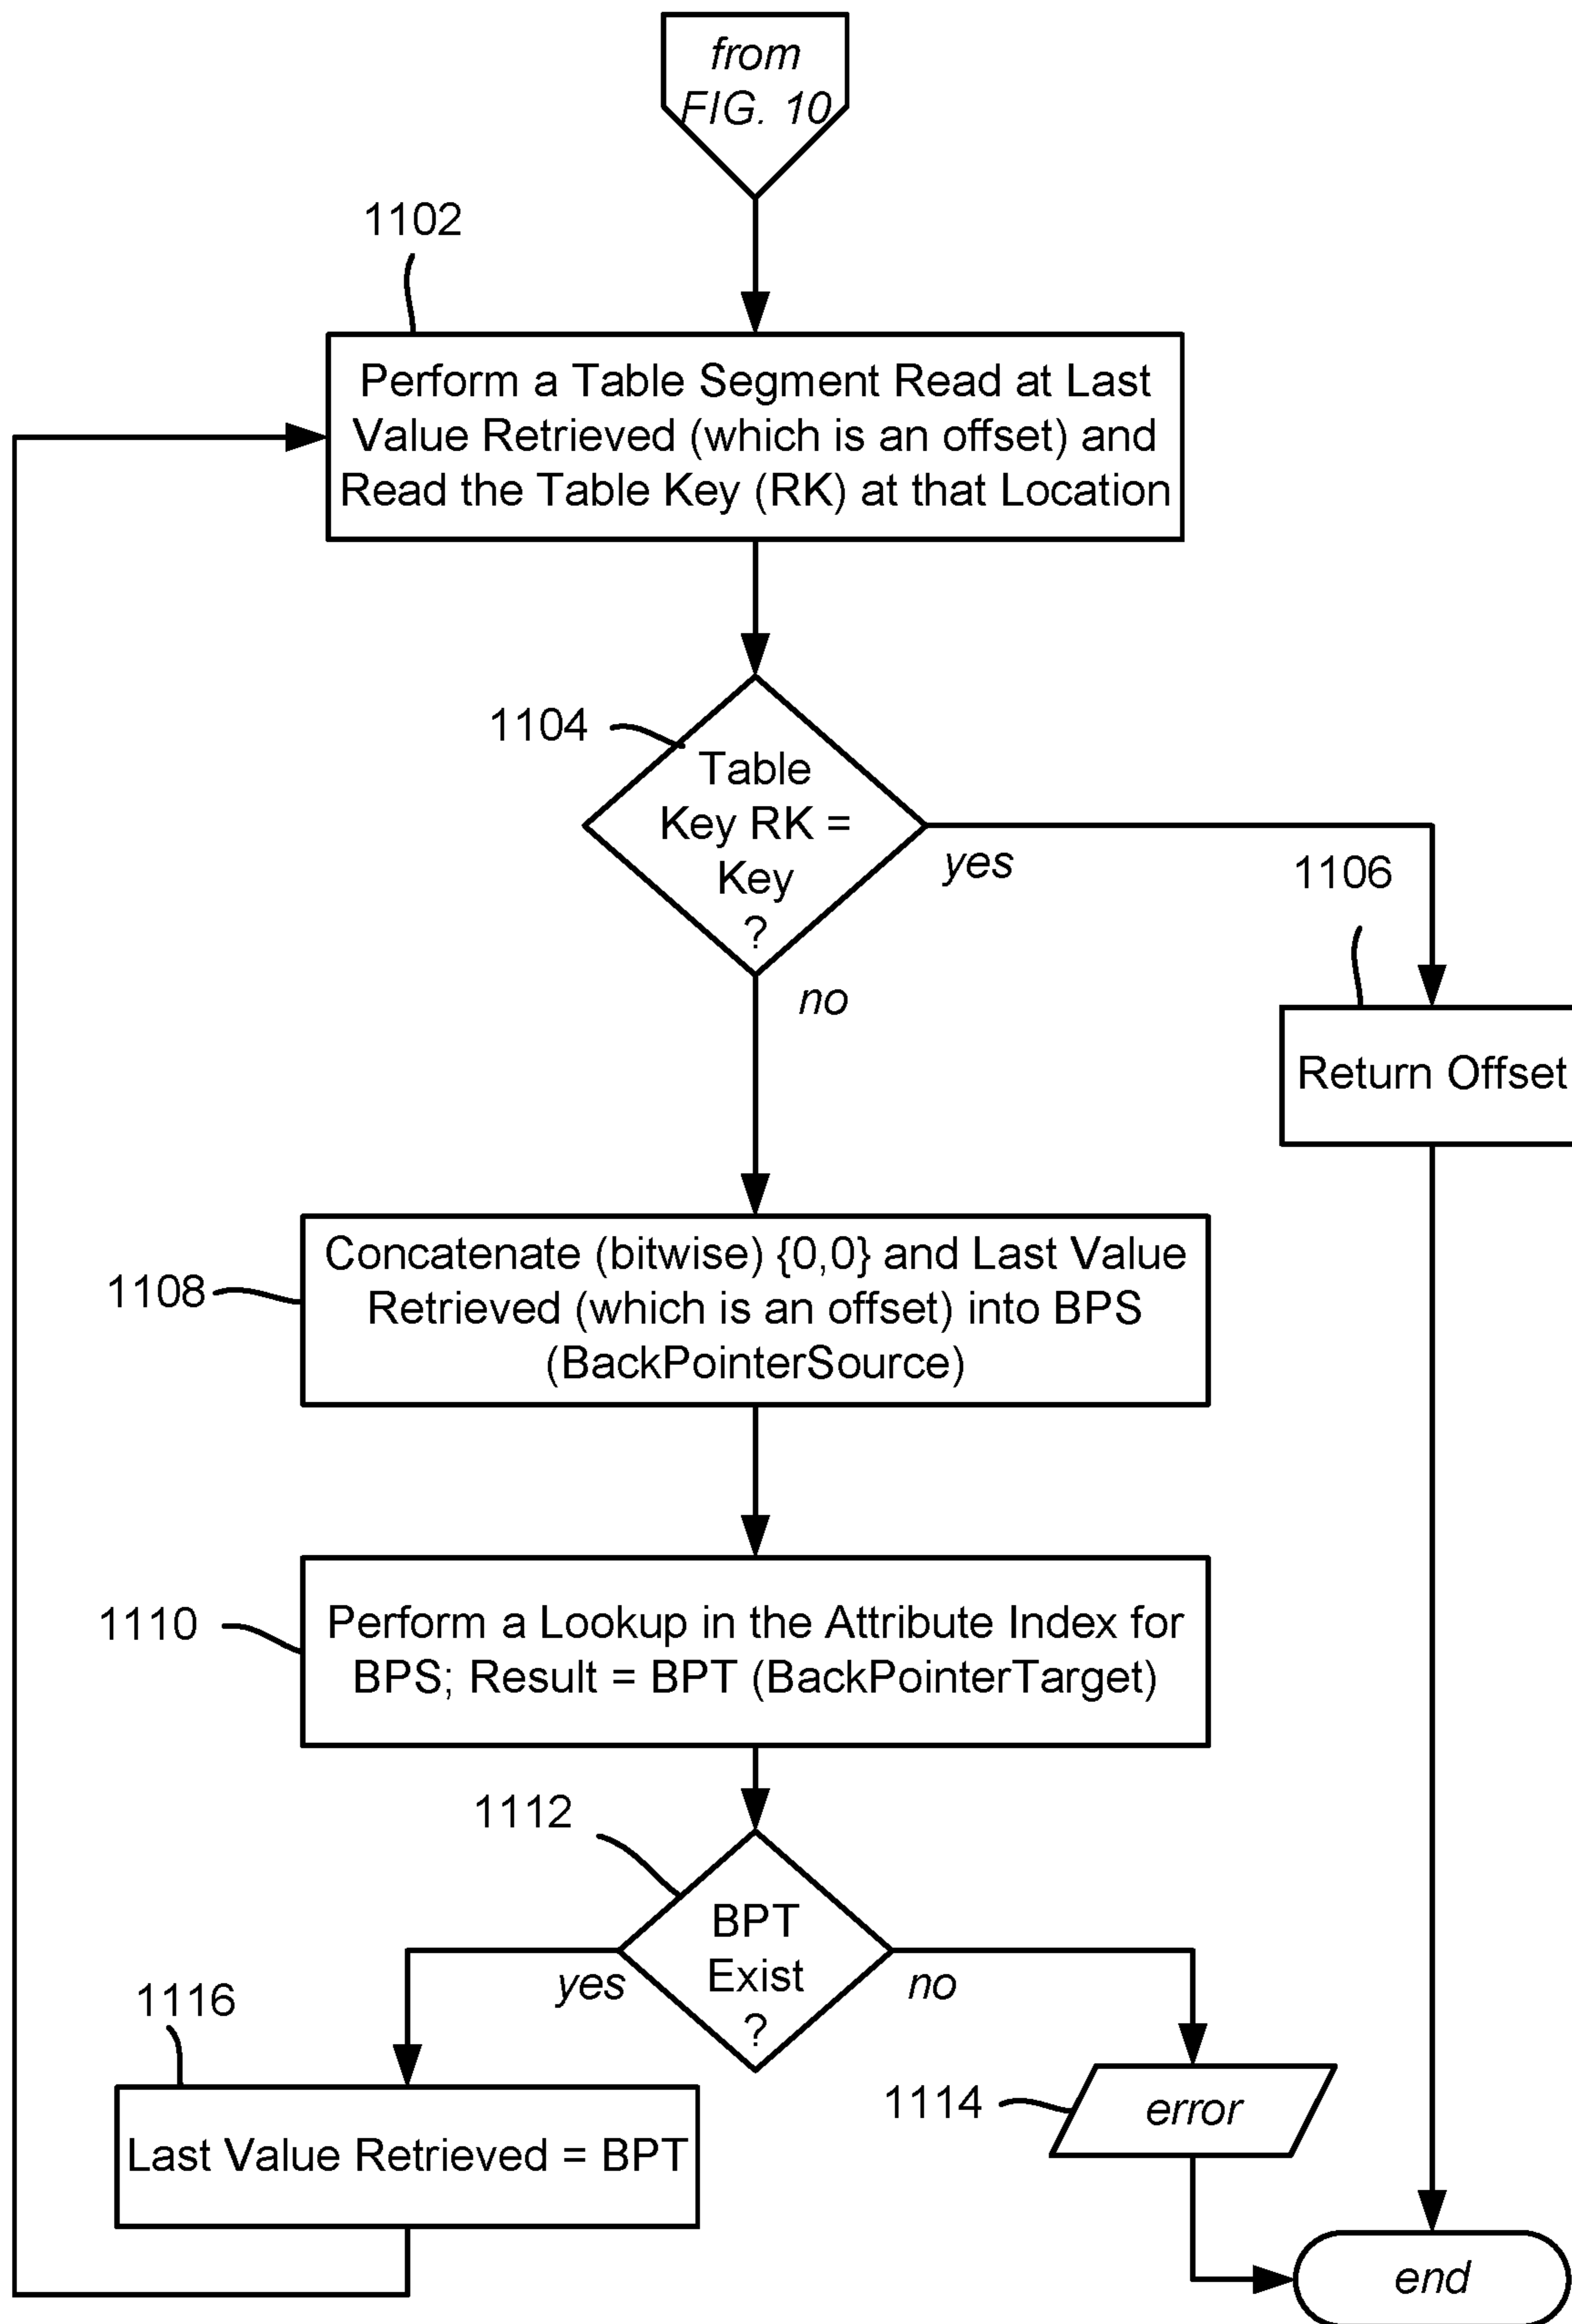 from
FIG. 10
1102
Perform a Table Segment Read at Last
Value Retrieved (which is an offset) and
Read the Table Key (RK) at that Location
1104
Table
Key RK =
Key
?
yes
no
1106
Return Offset
1108
Concatenate (bitwise) {0,0} and Last Value
Retrieved (which is an offset) into BPS
(BackPointerSource)
1110
Perform a Lookup in the Attribute Index for
BPS; Result = BPT (BackPointerTarget)
1112
BPT
Exist
?
yes
no
1116
Last Value Retrieved = BPT
1114
error
end